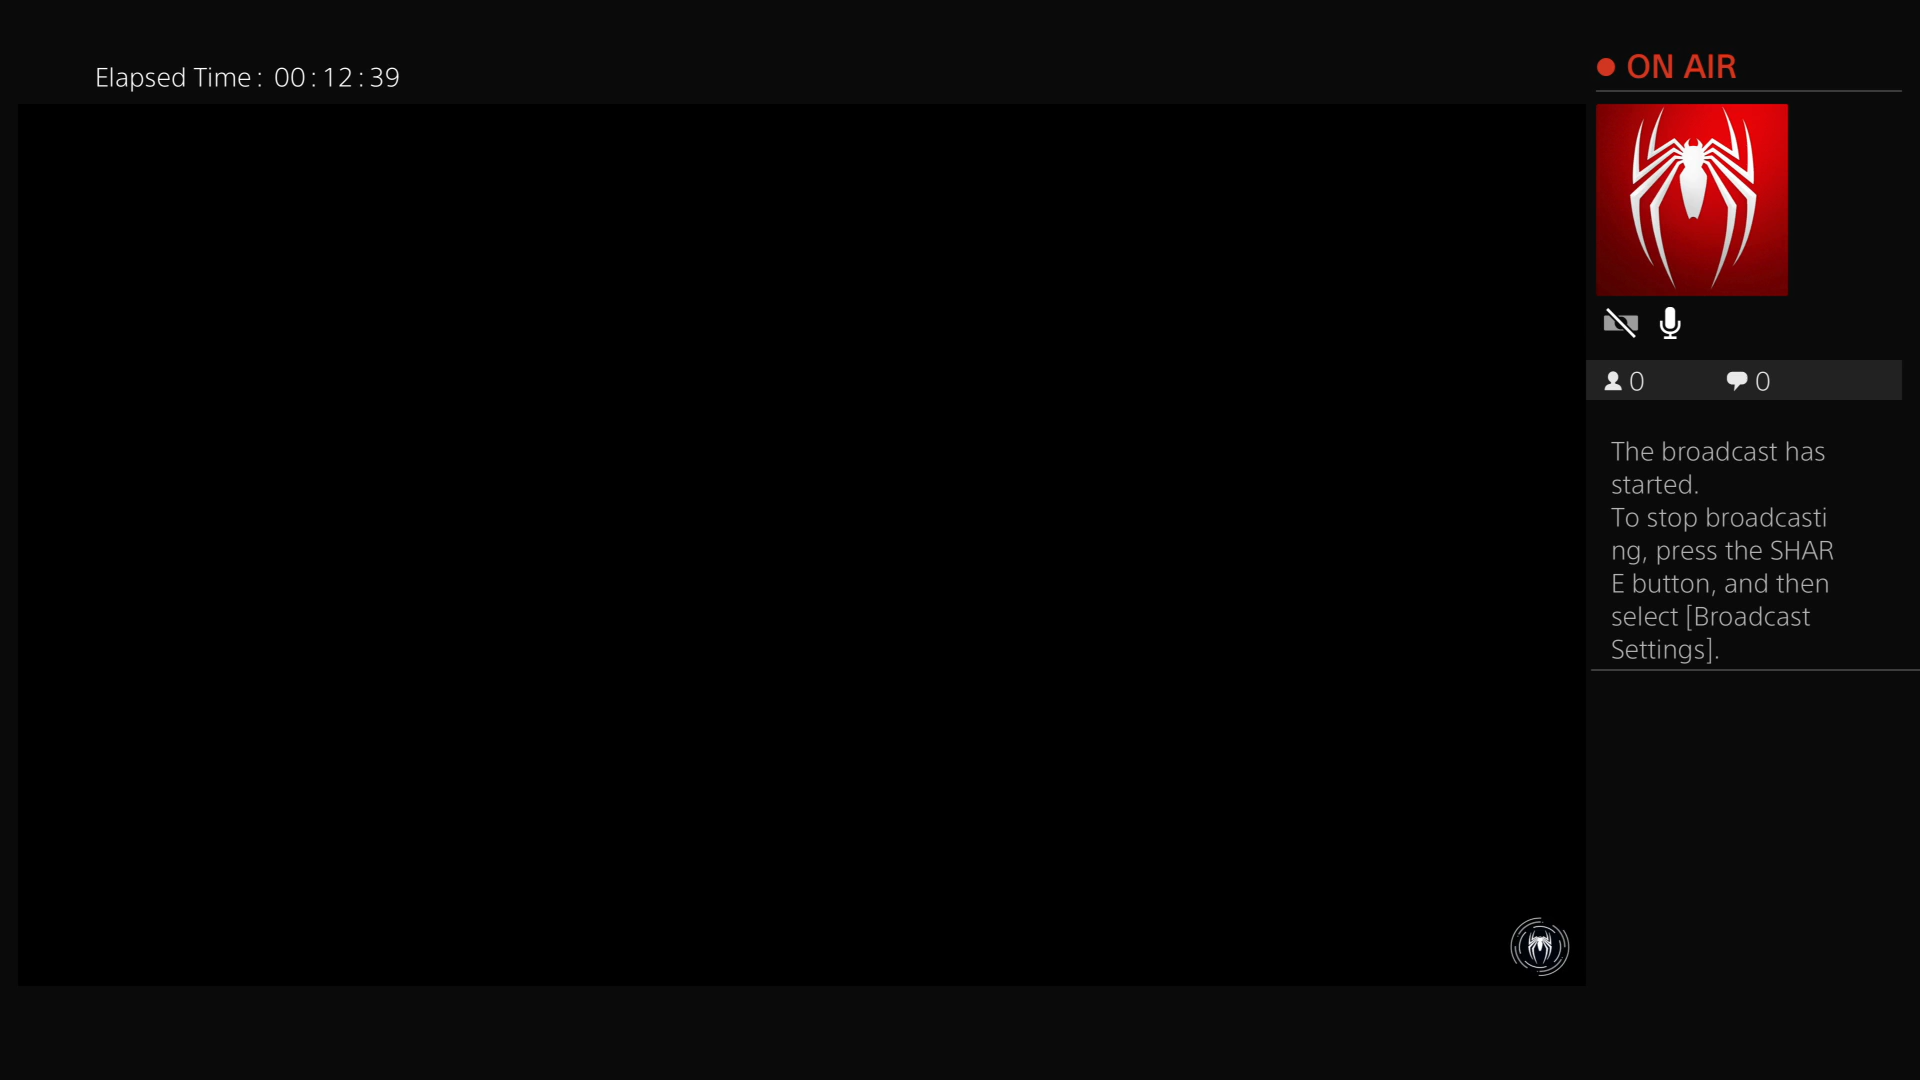 Elapsed Time: 00:12:39
ON AIR
0 0
The broadcast has
started.
To stop broadcasti
ng, press the SHAR
E button, and then
select [Broadcast
Settings].